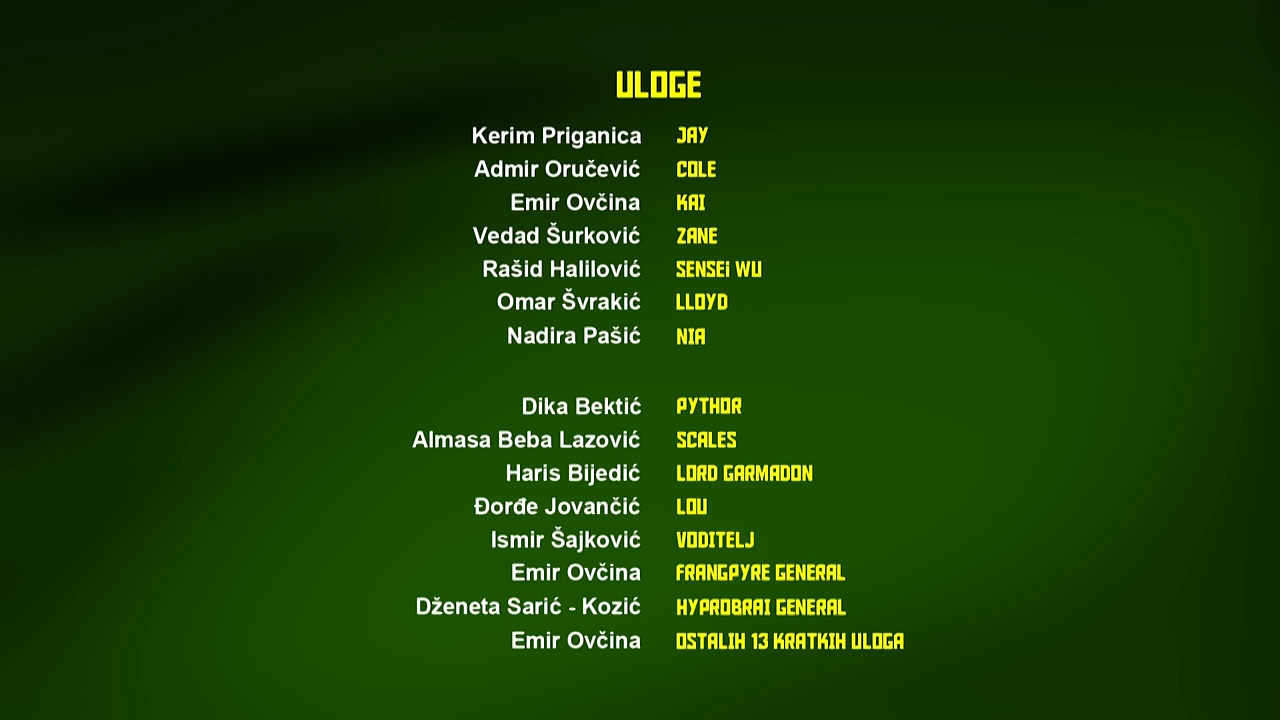 ULOGE
Kerim Priganica JAY
Admir Oručević COLE
Emir Ovčina KAI
Vedad Šurković ZANE
Rašid Halilović SENSEi WU
Omar Švrakić LLOYD
Nadira Pašić NIA
Dika Bektić PYTHOR
Almasa Beba Lazović SCALES
Haris Bijedić LORD GARMADON
Đorđe Jovančić LOU
Ismir Šajković VODITELJ
Emir Ovčina FRANGPYRE GENERAL
Dženeta Sarić - Kozić HYPROBRAI GENERAL
Emir Ovčina OSTALIH 13 KRATKIH ULOGA